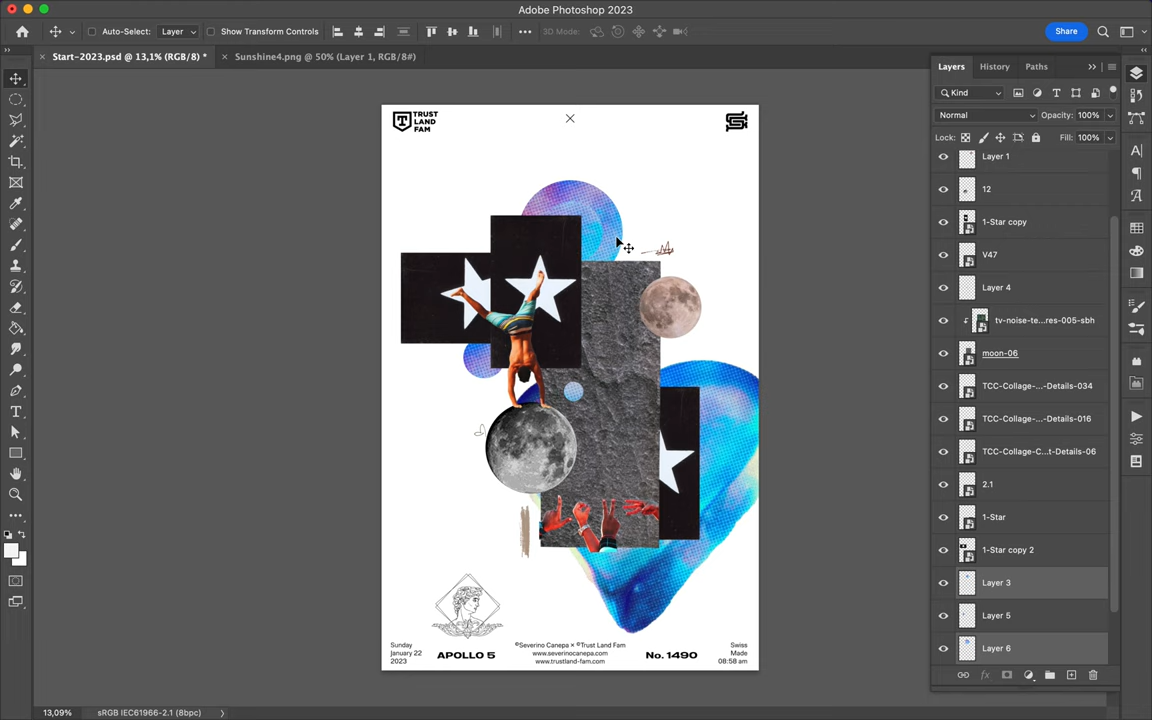 Adobe Photoshop 2023
Auto-Select: Layer Show Transform Controls ••• 3D Mode: Share
Start-2023.psd @ 13,1% (RGB/8) * Sunshine4.png @ 50% (Layer 1, RGB/8#)
Layers History Paths
Kind
Normal Opacity: 100%
Lock: Fill: 100%
Layer 1
12
1-Star copy
V47
Layer 4
tv-noise-te...res-005-sbh
moon-06
TCC-Collage-...-Details-034
TCC-Collage-...-Details-016
TCC-Collage-C...t-Details-06
2.1
1-Star
1-Star copy 2
Layer 3
Layer 5
Layer 6
TRUST
LAND
FAM
Sunday
January 22
2023
APOLLO 5
©Severino Canepa × ©Trust Land Fam
www.severinocanepa.com
www.trustland-fam.com
No. 1490
Swiss
Made
08:58 am
13,09% sRGB IEC61966-2.1 (8bpc)